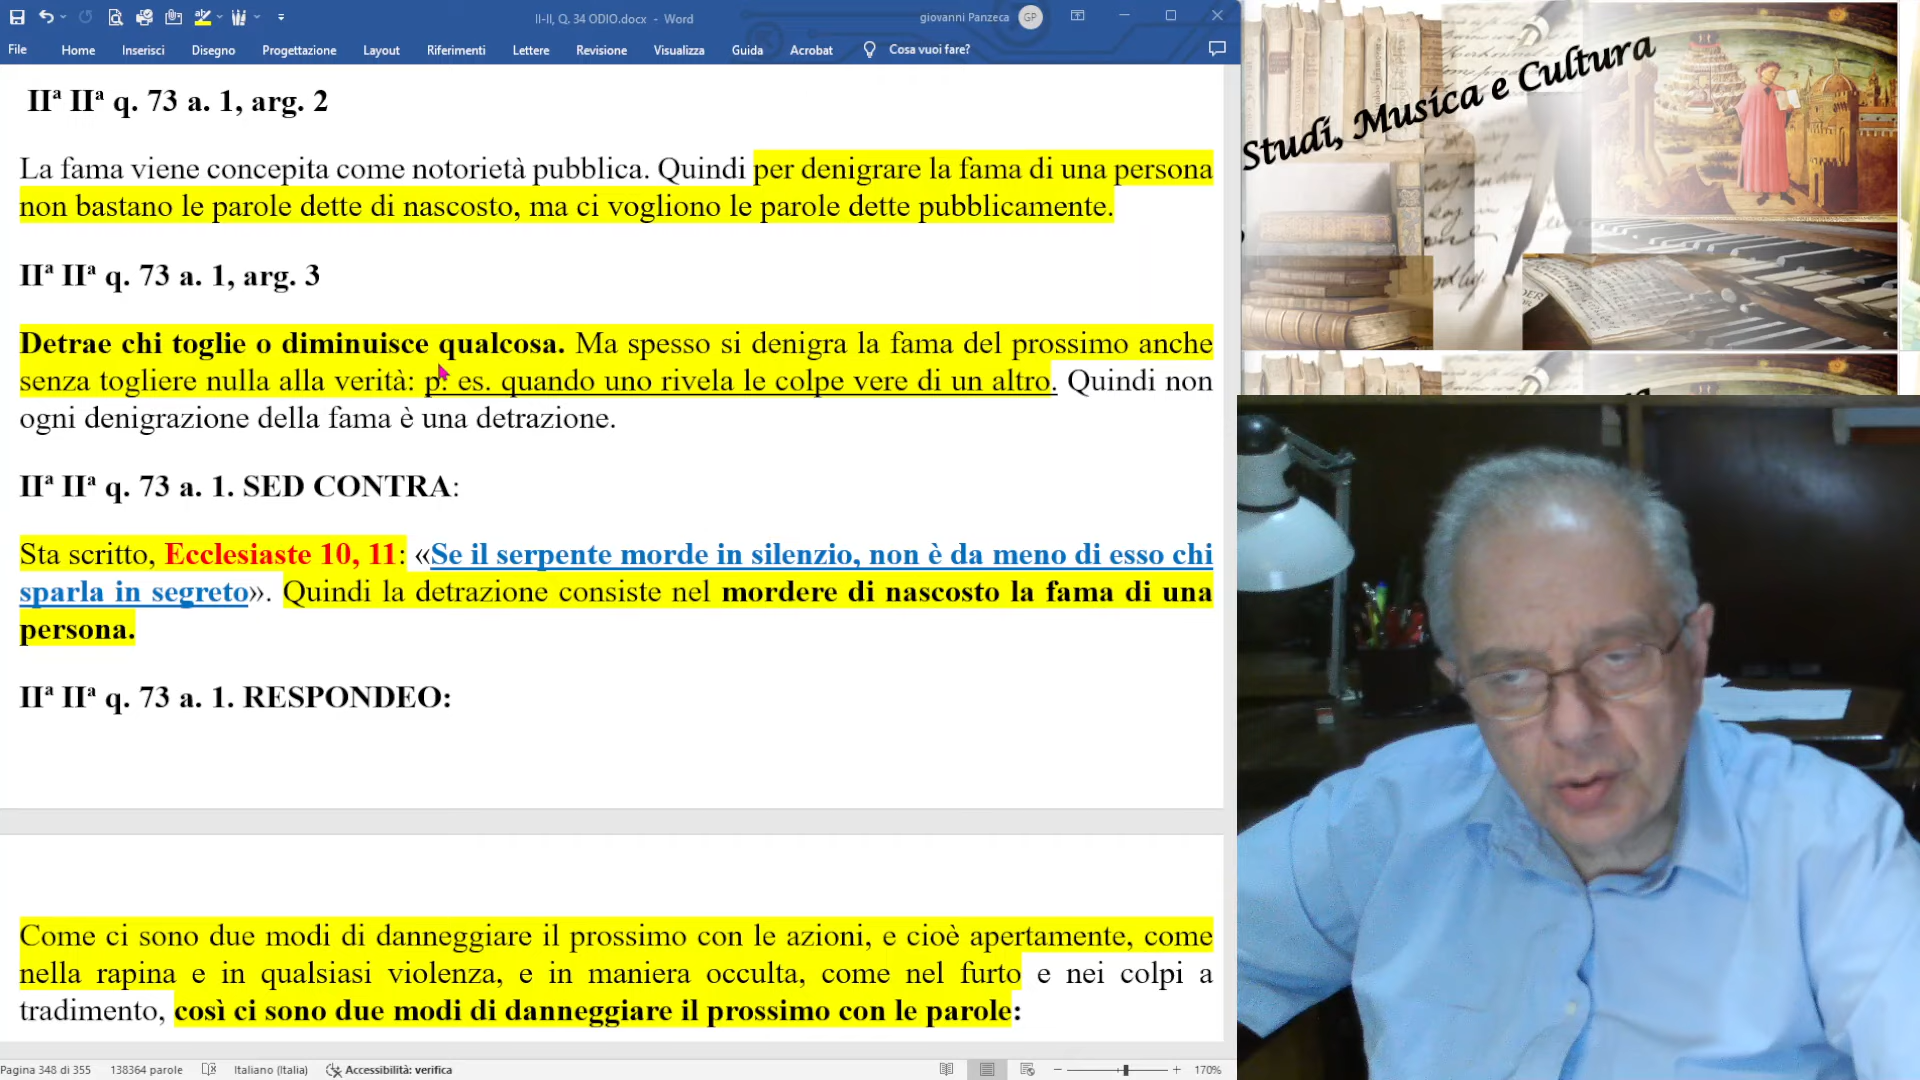 II-II, Q. 34 ODIO.docx - Word
giovanni Panzeca
GP
File
Home
Inserisci
Disegno
Progettazione
Layout
Riferimenti
Lettere
Revisione
Visualizza
Guida
Acrobat
Cosa vuoi fare?
IIª IIª q. 73 a. 1, arg. 2
La fama viene concepita come notorietà pubblica. Quindi per denigrare la fama di una persona
non bastano le parole dette di nascosto, ma ci vogliono le parole dette pubblicamente.
IIª IIª q. 73 a. 1, arg. 3
Detrae chi toglie o diminuisce qualcosa. Ma spesso si denigra la fama del prossimo anche
senza togliere nulla alla verità: p. es. quando uno rivela le colpe vere di un altro. Quindi non
ogni denigrazione della fama è una detrazione.
IIª IIª q. 73 a. 1. SED CONTRA:
Sta scritto, Ecclesiaste 10, 11: «Se il serpente morde in silenzio, non è da meno di esso chi
sparla in segreto». Quindi la detrazione consiste nel mordere di nascosto la fama di una
persona.
IIª IIª q. 73 a. 1. RESPONDEO:
Come ci sono due modi di danneggiare il prossimo con le azioni, e cioè apertamente, come
nella rapina e in qualsiasi violenza, e in maniera occulta, come nel furto e nei colpi a
tradimento, così ci sono due modi di danneggiare il prossimo con le parole:
Pagina 348 di 355
138364 parole
Italiano (Italia)
Accessibilità: verifica
170%
Studi, Musica e Cultura